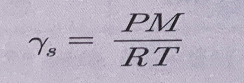 γₛ = PM / RT